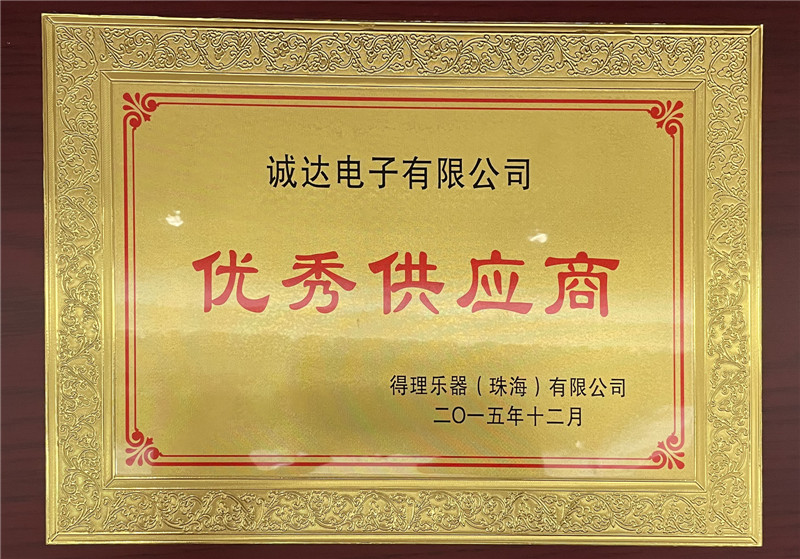 诚达电子有限公司
优秀供应商
得理乐器（珠海）有限公司
二〇一五年十二月